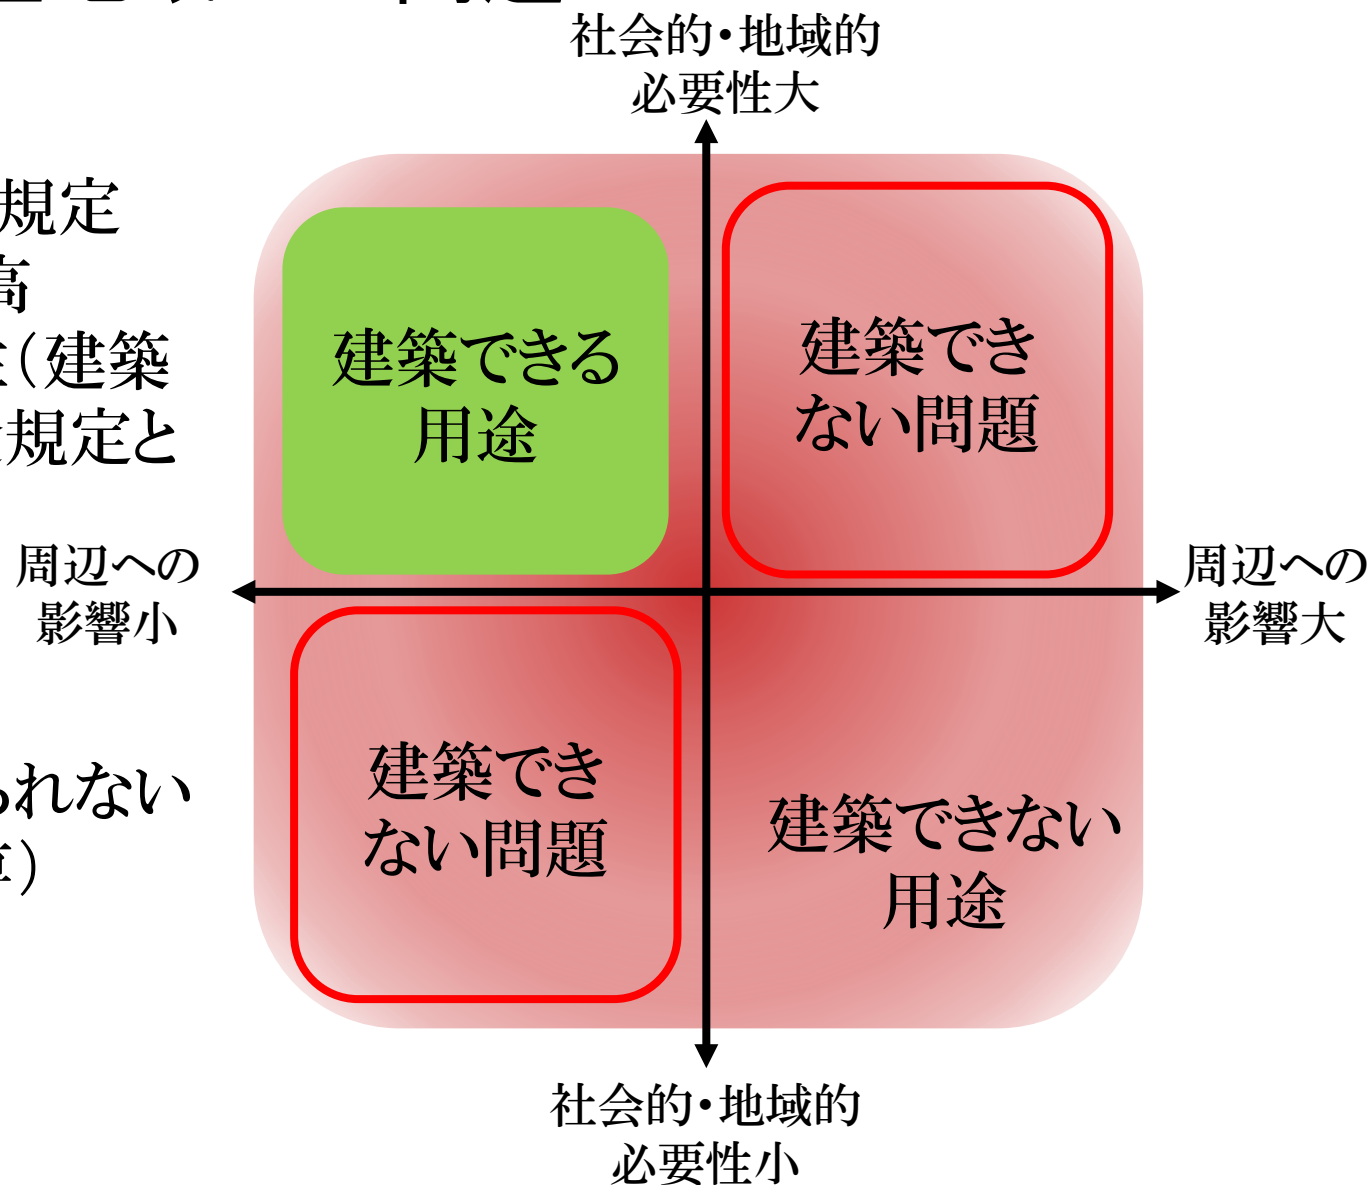 社会的・地域的
必要性大
規定
高
（建築
規定と
建築できる
用途
建築でき
ない問題
周辺への
影響小
周辺への
影響大
られない
）
建築でき
ない問題
建築できない
用途
社会的・地域的
必要性小